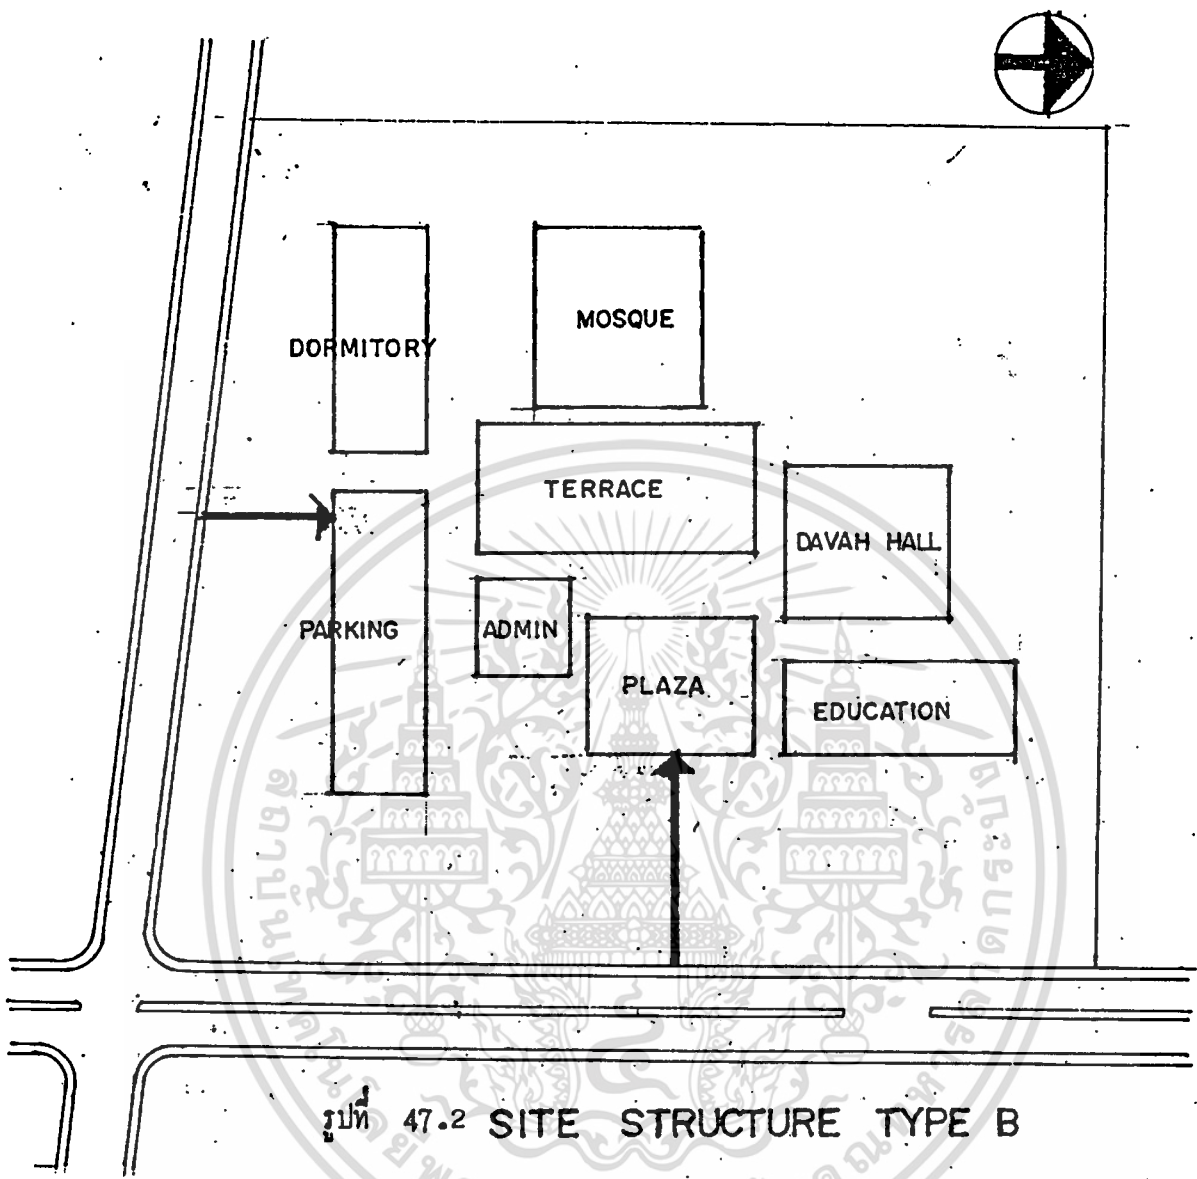 MOSQUE
DORMITORY
TERRACE
DAVAH HALL
PARKING
ADMIN
PLAZA
EDUCATION
รูปที่ 47.2 SITE STRUCTURE TYPE B